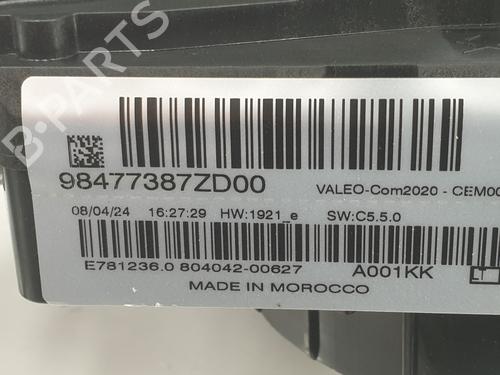 98477387ZD00
VALEO-Com2020 - CEM00
08/04/24 16:27:29 HW:1921_e SW:C5.5.0
E781236.0 804042-00627 A001KK
MADE IN MOROCCO
B-PARTS